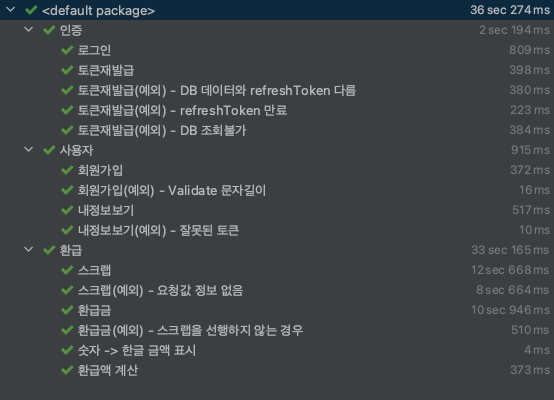 <default package> 36 sec 274 ms
인증 2 sec 194 ms
로그인 809 ms
토큰재발급 398 ms
토큰재발급(예외) - DB 데이터와 refreshToken 다름 380 ms
토큰재발급(예외) - refreshToken 만료 223 ms
토큰재발급(예외) - DB 조회불가 384 ms
사용자 915 ms
회원가입 372 ms
회원가입(예외) - Validate 문자길이 16 ms
내정보보기 517 ms
내정보보기(예외) - 잘못된 토큰 10 ms
환급 33 sec 165 ms
스크랩 12 sec 668 ms
스크랩(예외) - 요청값 정보 없음 8 sec 664 ms
환급금 10 sec 946 ms
환급금(예외) - 스크랩을 선행하지 않는 경우 510 ms
숫자 -> 한글 금액 표시 4 ms
환급액 계산 373 ms